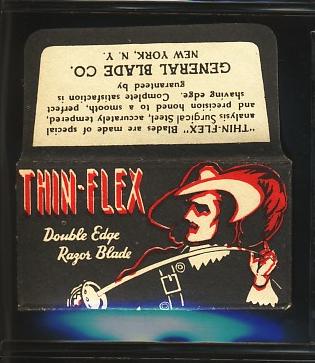 "THIN-FLEX" Blades are made of special
analysis Surgical Steel, accurately, tempered,
and precision honed to a smooth, perfect
shaving edge. Complete satisfaction is
guaranteed by
GENERAL BLADE CO.
NEW YORK, N. Y.
THIN-FLEX
Double Edge
Razor Blade